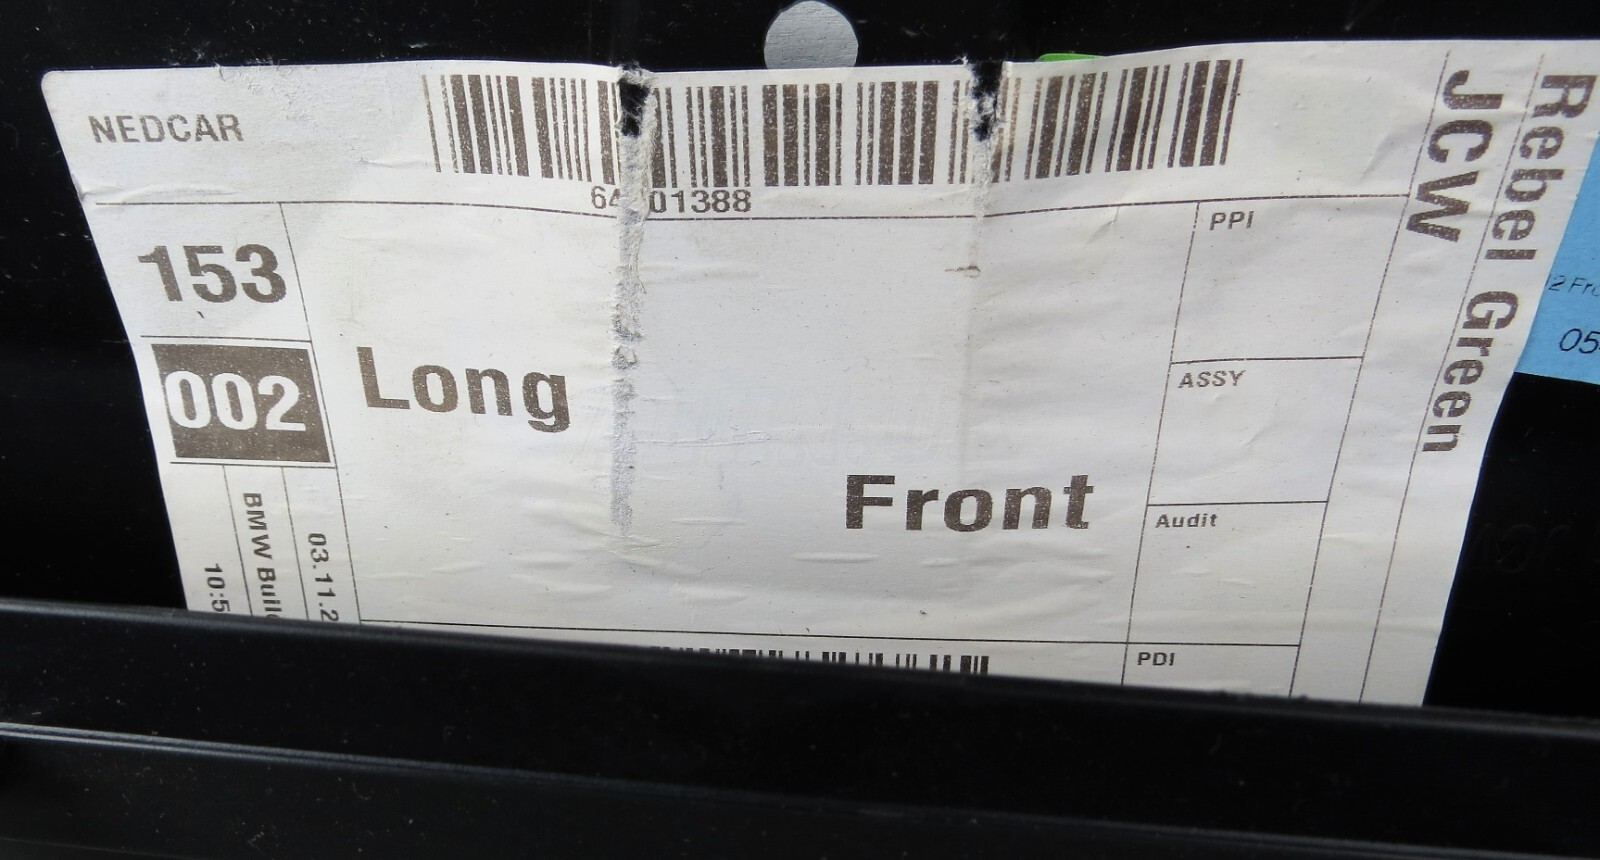 NEDCAR
01388
153
002
Long
Front
PPI
ASSY
Audit
PDI
JCW
Rebel Green
BMW
03.11.2
10:5
05